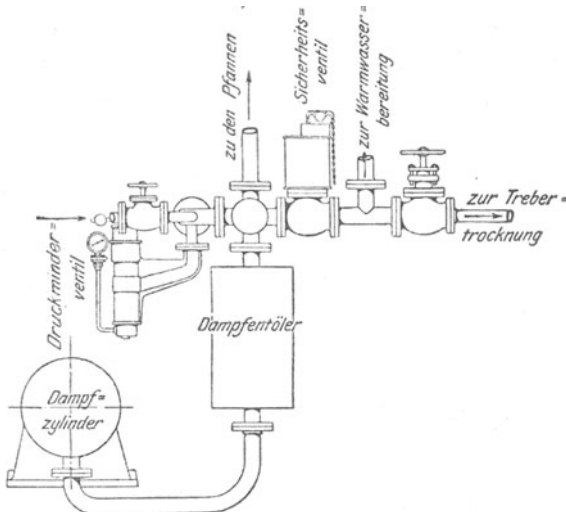 zu den Pfannen
Sicherheits=
ventil
zur Warmwasser=
bereitung
zur Treber=
trocknung
Druckminder=
ventil
Dampfentöler
Dampf=
zylinder